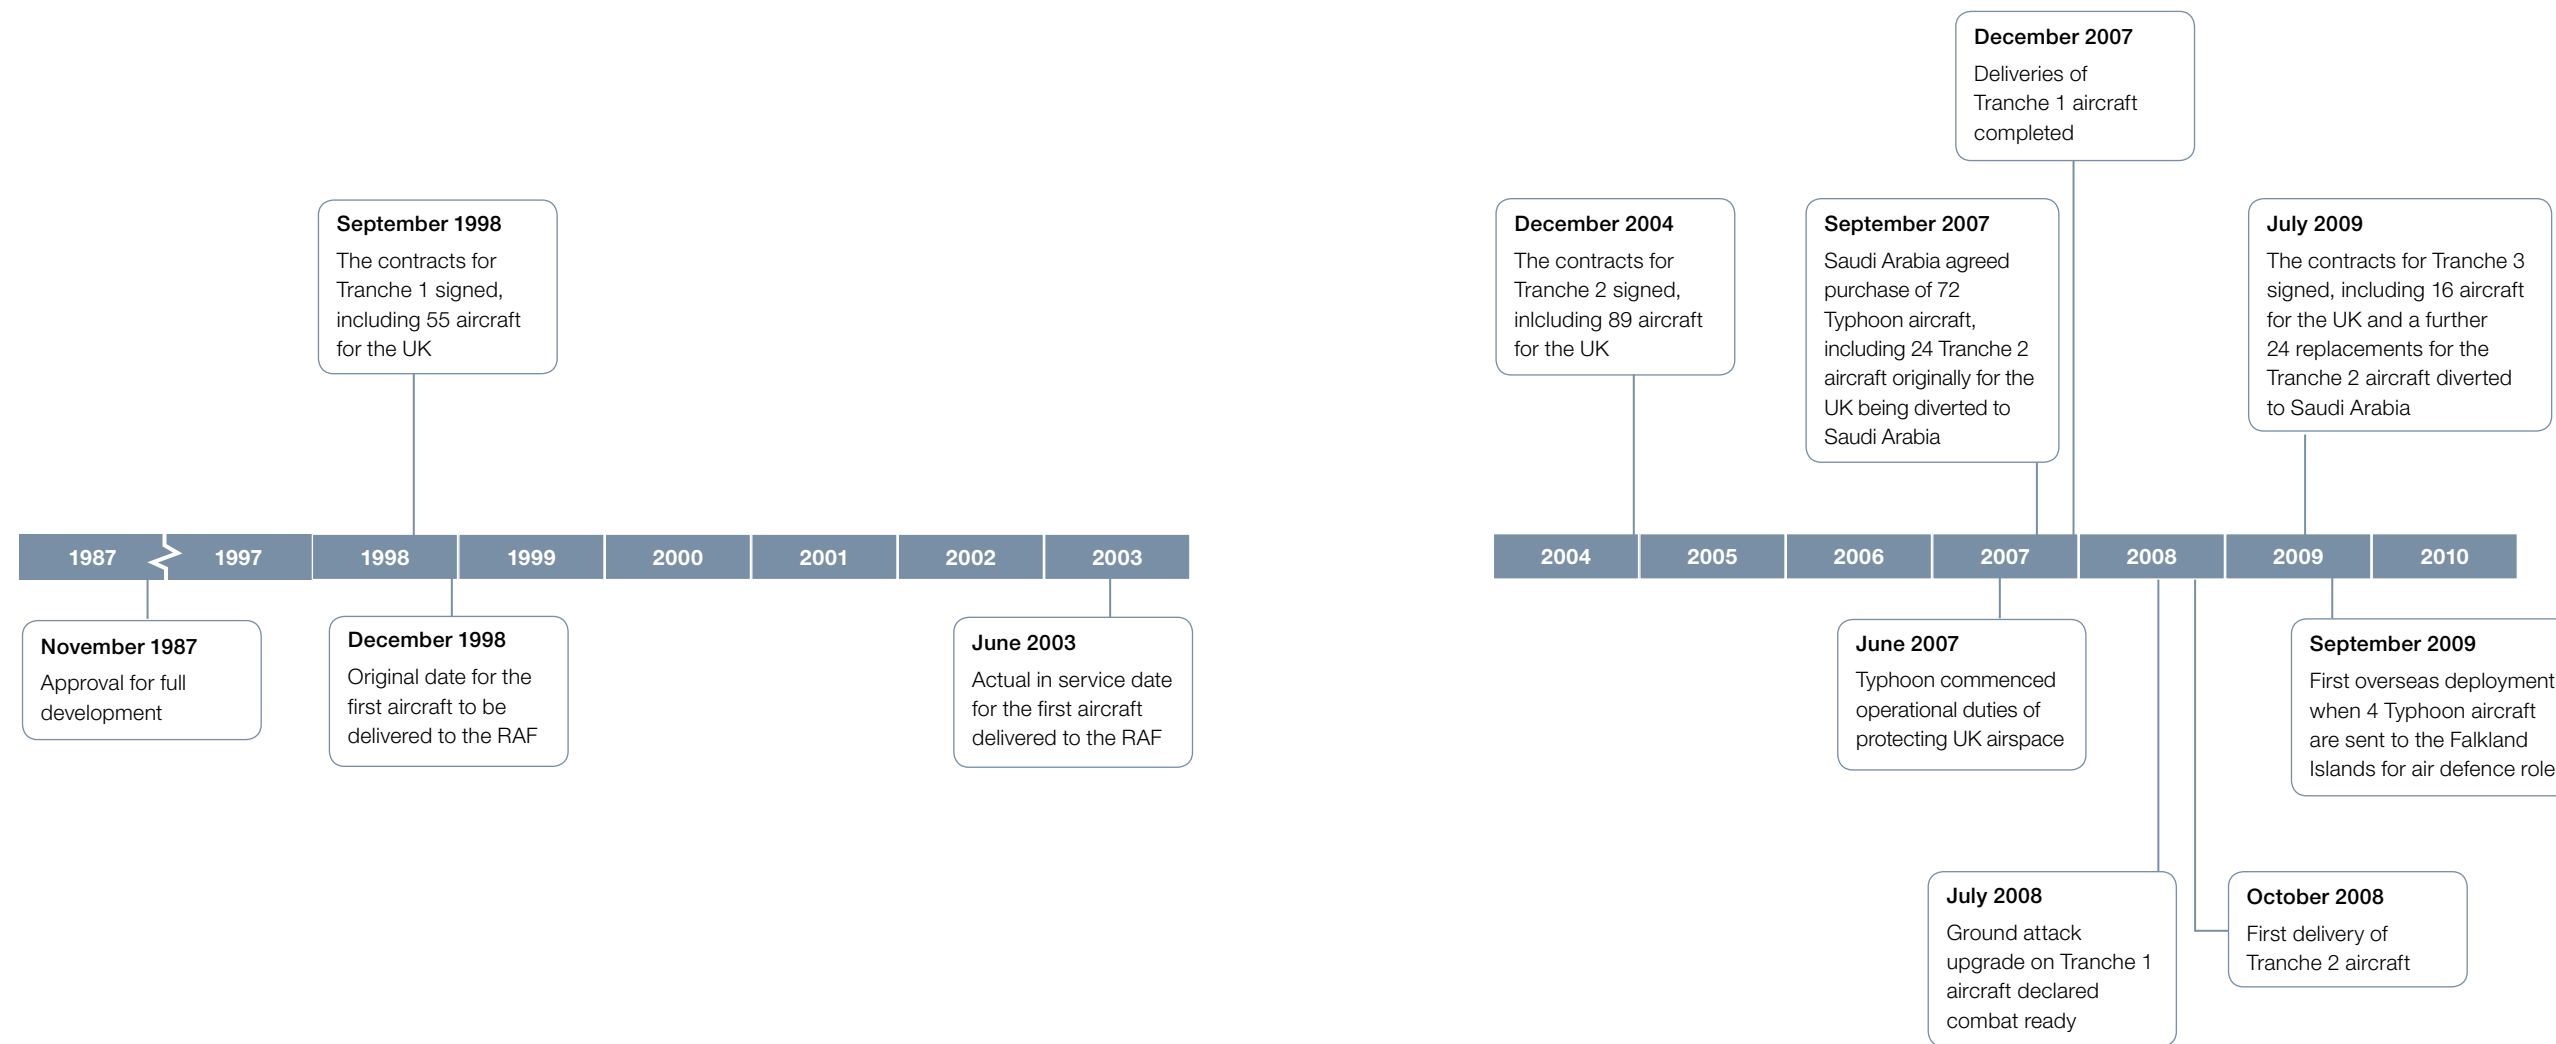 December 2007
Deliveries of
Tranche 1 aircraft
completed
September 1998
The contracts for
Tranche 1 signed,
including 55 aircraft
for the UK
December 2004
The contracts for
Tranche 2 signed,
inlcluding 89 aircraft
for the UK
September 2007
Saudi Arabia agreed
purchase of 72
Typhoon aircraft,
including 24 Tranche 2
aircraft originally for the
UK being diverted to
Saudi Arabia
July 2009
The contracts for Tranche 3
signed, including 16 aircraft
for the UK and a further
24 replacements for the
Tranche 2 aircraft diverted
to Saudi Arabia
1987 1997 1998 1999 2000 2001 2002 2003 2004 2005 2006 2007 2008 2009 2010
November 1987
Approval for full
development
December 1998
Original date for the
first aircraft to be
delivered to the RAF
June 2003
Actual in service date
for the first aircraft
delivered to the RAF
June 2007
Typhoon commenced
operational duties of
protecting UK airspace
September 2009
First overseas deployment
when 4 Typhoon aircraft
are sent to the Falkland
Islands for air defence role
July 2008
Ground attack
upgrade on Tranche 1
aircraft declared
combat ready
October 2008
First delivery of
Tranche 2 aircraft